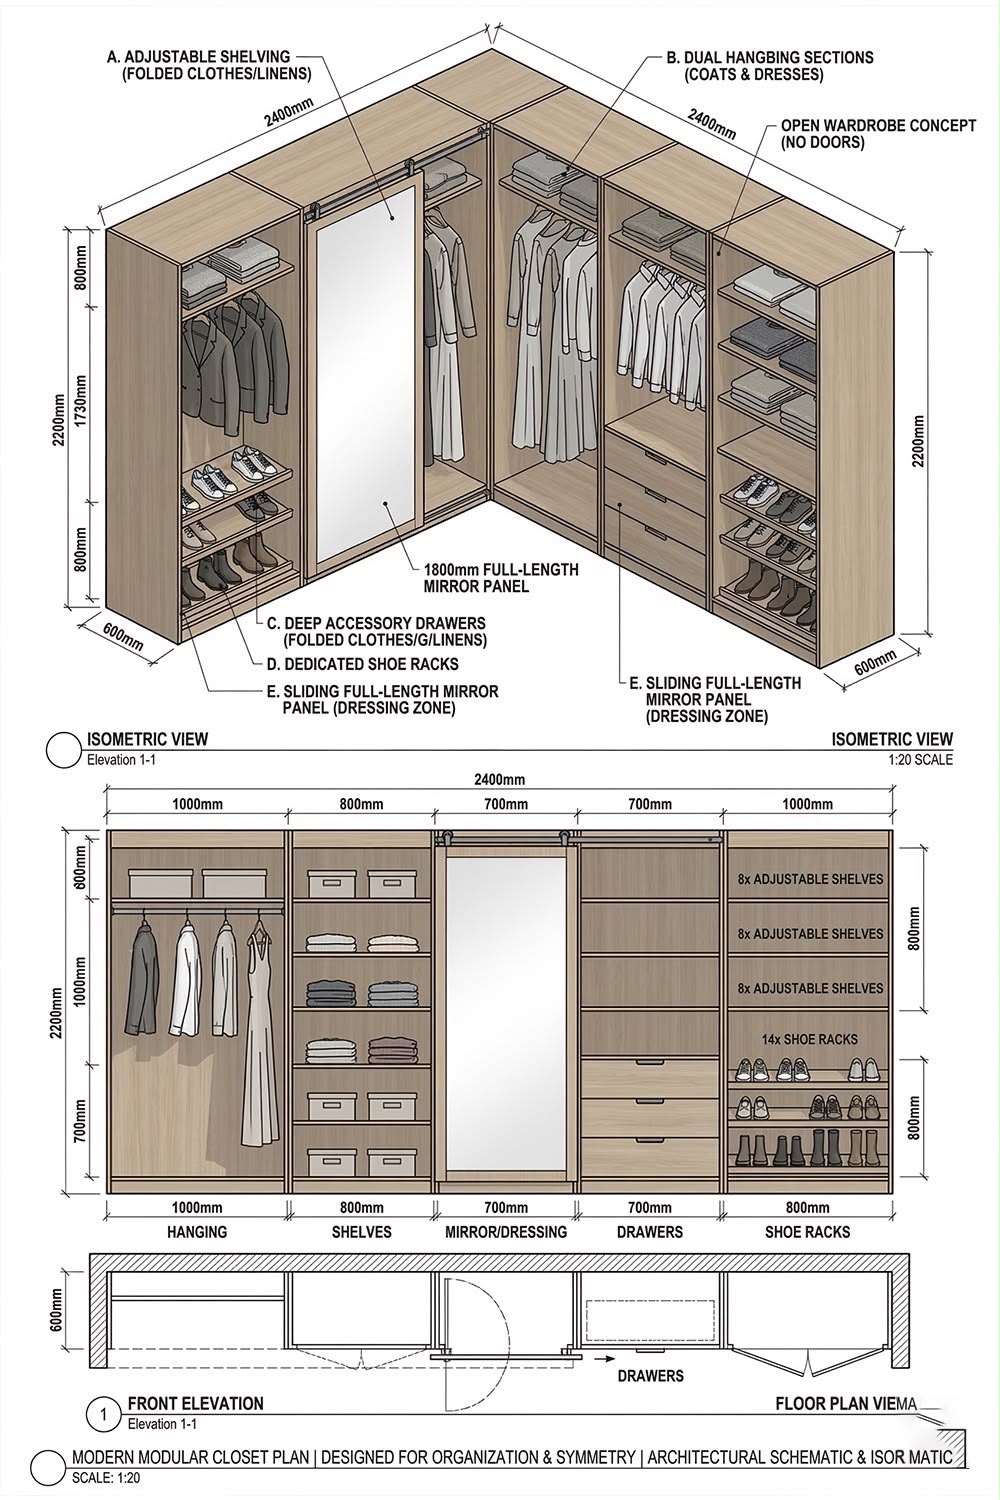 A. ADJUSTABLE SHELVING
(FOLDED CLOTHES/LINENS)
B. DUAL HANGBING SECTIONS
(COATS & DRESSES)
2400mm
2400mm
OPEN WARDROBE CONCEPT
(NO DOORS)
800mm
1730mm
2200mm
800mm
600mm
2200mm
600mm
1800mm FULL-LENGTH
MIRROR PANEL
C. DEEP ACCESSORY DRAWERS
(FOLDED CLOTHES/G/LINENS)
D. DEDICATED SHOE RACKS
E. SLIDING FULL-LENGTH MIRROR
PANEL (DRESSING ZONE)
E. SLIDING FULL-LENGTH
MIRROR PANEL
(DRESSING ZONE)
ISOMETRIC VIEW
Elevation 1-1
ISOMETRIC VIEW
1:20 SCALE
2400mm
1000mm 800mm 700mm 700mm 1000mm
600mm
1000mm
2200mm
700mm
8x ADJUSTABLE SHELVES
8x ADJUSTABLE SHELVES
8x ADJUSTABLE SHELVES
14x SHOE RACKS
800mm
800mm
1000mm 800mm 700mm 700mm 800mm
HANGING SHELVES MIRROR/DRESSING DRAWERS SHOE RACKS
600mm
DRAWERS
1 FRONT ELEVATION
Elevation 1-1
FLOOR PLAN VIEMA
MODERN MODULAR CLOSET PLAN | DESIGNED FOR ORGANIZATION & SYMMETRY | ARCHITECTURAL SCHEMATIC & ISOR MATIC
SCALE: 1:20